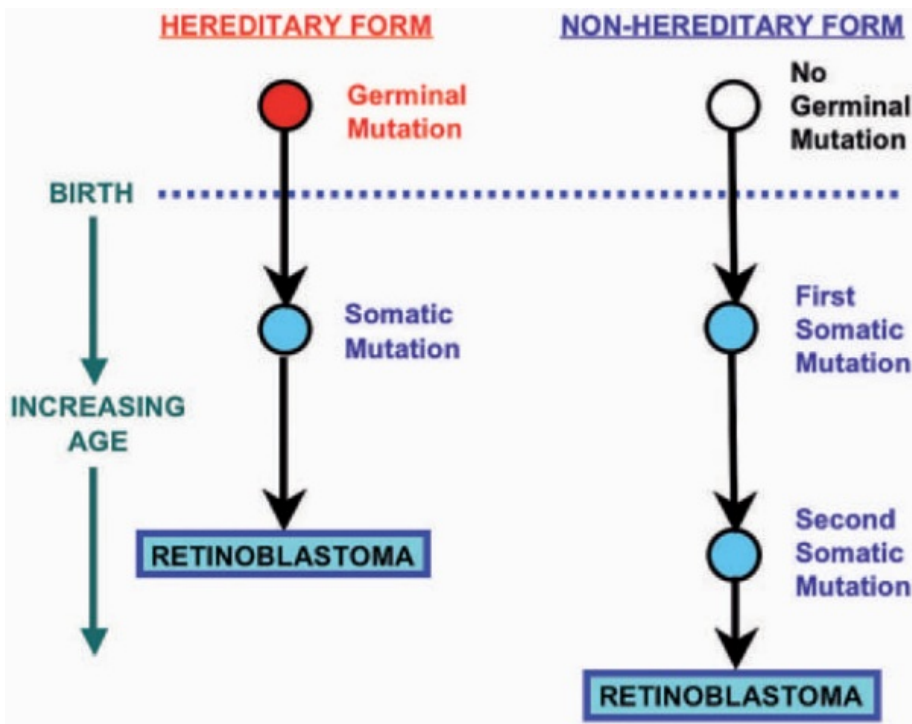 HEREDITARY FORM
NON-HEREDITARY FORM
Germinal
Mutation
No
Germinal
Mutation
BIRTH
Somatic
Mutation
First
Somatic
Mutation
INCREASING
AGE
RETINOBLASTOMA
Second
Somatic
Mutation
RETINOBLASTOMA